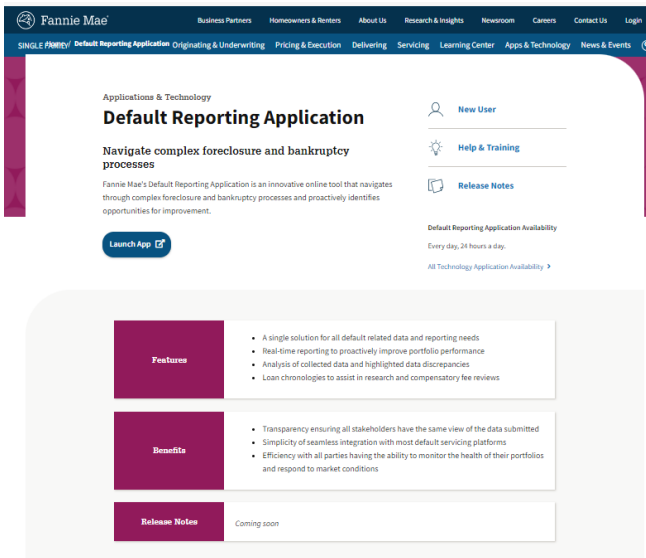 Fannie Mae
Business Partners Homeowners & Renters About Us Research & Insights Newsroom Careers Contact Us Login
SINGLE FAMILY Home / Default Reporting Application Originating & Underwriting Pricing & Execution Delivering Servicing Learning Center Apps & Technology News & Events
Applications & Technology
Default Reporting Application
Navigate complex foreclosure and bankruptcy
processes
Fannie Mae's Default Reporting Application is an innovative online tool that navigates
through complex foreclosure and bankruptcy processes and proactively identifies
opportunities for improvement.
Launch App
New User
Help & Training
Release Notes
Default Reporting Application Availability
Every day, 24 hours a day.
All Technology Application Availability
Features
A single solution for all default related data and reporting needs
Real-time reporting to proactively improve portfolio performance
Analysis of collected data and highlighted data discrepancies
Loan chronologies to assist in research and compensatory fee reviews
Benefits
Transparency ensuring all stakeholders have the same view of the data submitted
Simplicity of seamless integration with most default servicing platforms
Efficiency with all parties having the ability to monitor the health of their portfolios
and respond to market conditions
Release Notes
Coming soon